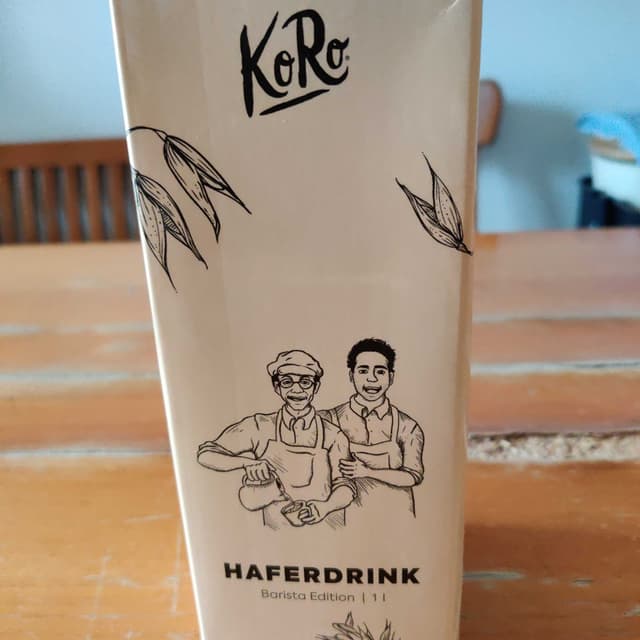 KoRo
HAFERDRINK
Barista Edition | 1 l